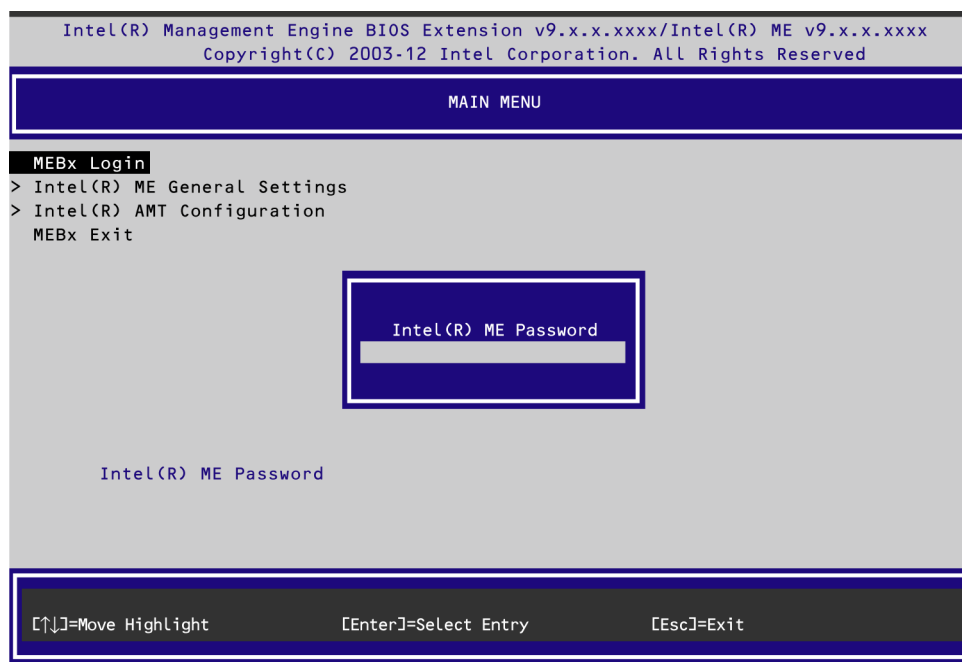 Intel(R) Management Engine BIOS Extension v9.x.x.xxxx/Intel(R) ME v9.x.x.xxxx
Copyright(C) 2003-12 Intel Corporation. All Rights Reserved
MAIN MENU
MEBx Login
> Intel(R) ME General Settings
> Intel(R) AMT Configuration
MEBx Exit
Intel(R) ME Password
Intel(R) ME Password
[↑↓]=Move Highlight [Enter]=Select Entry [Esc]=Exit